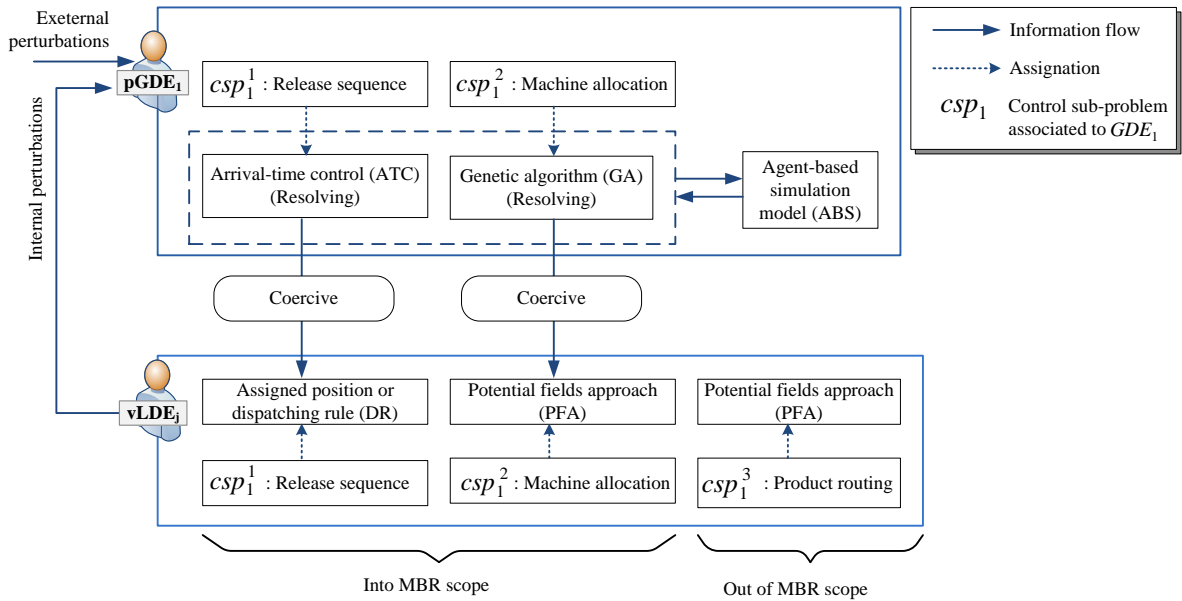 Exeternal
perturbations
pGDE₁
Internal perturbations
csp₁¹ : Release sequence
csp₁² : Machine allocation
Arrival-time control (ATC)
(Resolving)
Genetic algorithm (GA)
(Resolving)
Agent-based
simulation
model (ABS)
Coercive
Coercive
vLDEⱼ
Assigned position or
dispatching rule (DR)
Potential fields approach
(PFA)
Potential fields approach
(PFA)
csp₁¹ : Release sequence
csp₁² : Machine allocation
csp₁³ : Product routing
Into MBR scope
Out of MBR scope
Information flow
Assignation
csp₁
Control sub-problem
associated to GDE₁